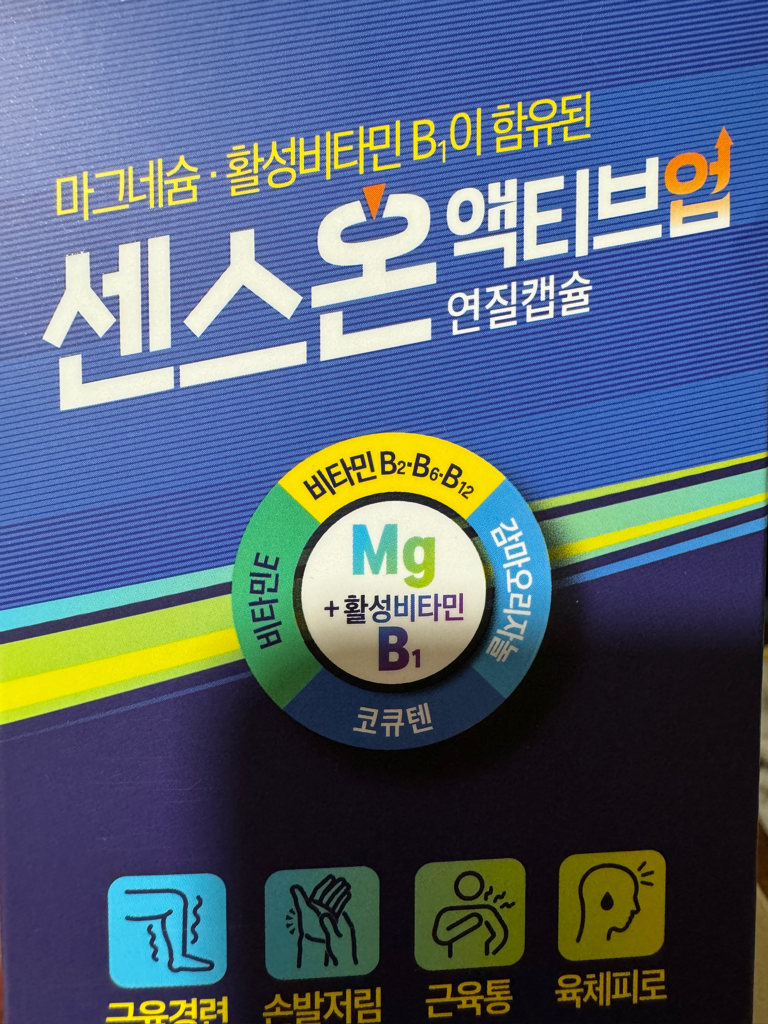 마그네슘·활성비타민 B₁이 함유된
센스온 액티브업
연질캡슐
비타민 B₂·B₆·B₁₂
비타민E
감마오리자놀
Mg
+활성비타민
B₁
코큐텐
근육경련 손발저림 근육통 육체피로